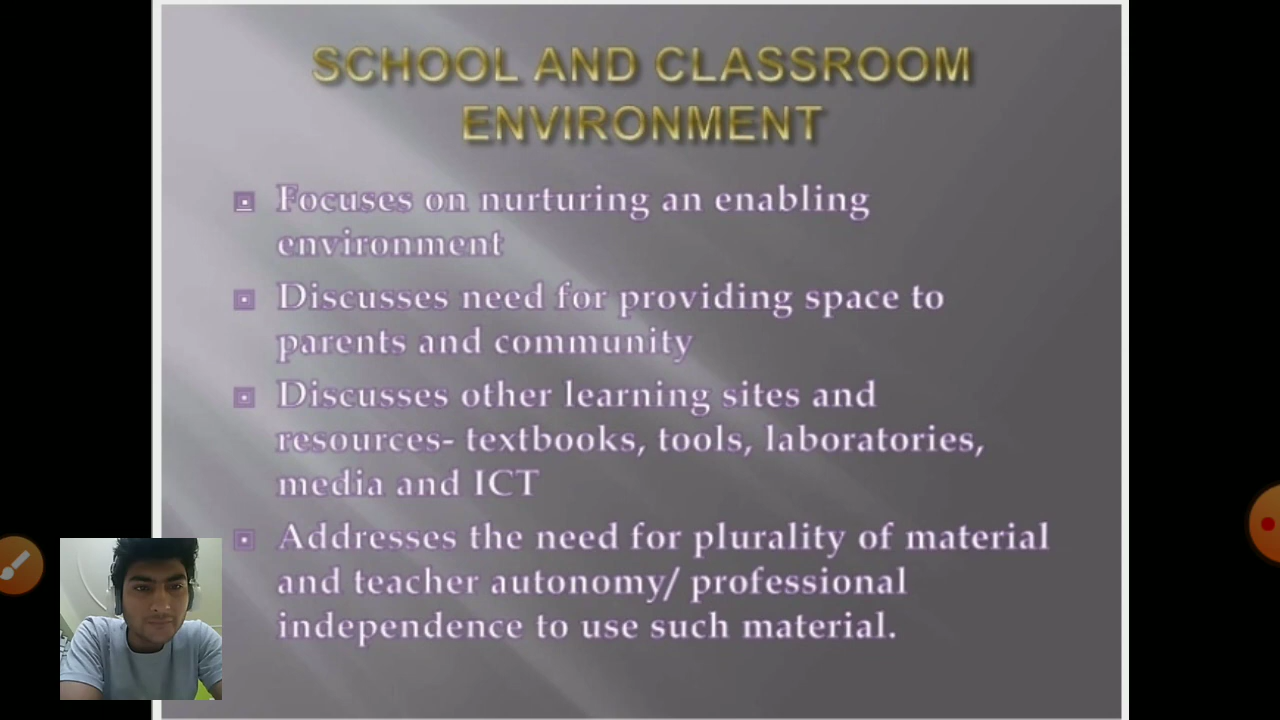 SCHOOL AND CLASSROOM
ENVIRONMENT
Focuses on nurturing an enabling
environment
Discusses need for providing space to
parents and community
Discusses other learning sites and
resources- textbooks, tools, laboratories,
media and ICT
Addresses the need for plurality of material
and teacher autonomy/ professional
independence to use such material.